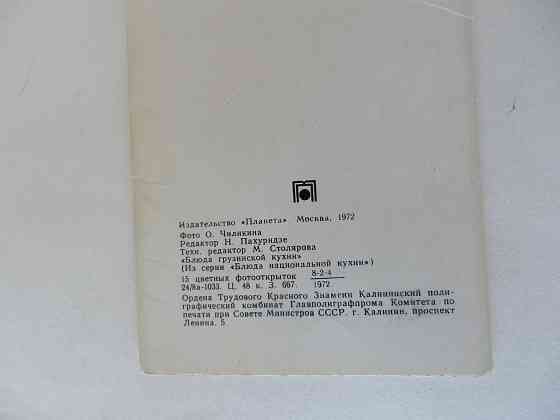 Издательство «Планета» Москва, 1972
Фото О. Чиликина
Редактор Н. Пахуридзе
Техн. редактор М. Столярова
«Блюда грузинской кухни»
(Из серии «Блюда национальной кухни»)
15 цветных фотооткрыток 8-2-4
24/8а-1033. Ц. 48 к. З. 667. 1972
Ордена Трудового Красного Знамени Калининский поли-
графический комбинат Главполиграфпрома Комитета по
печати при Совете Министров СССР. г. Калинин, проспект
Ленина, 5